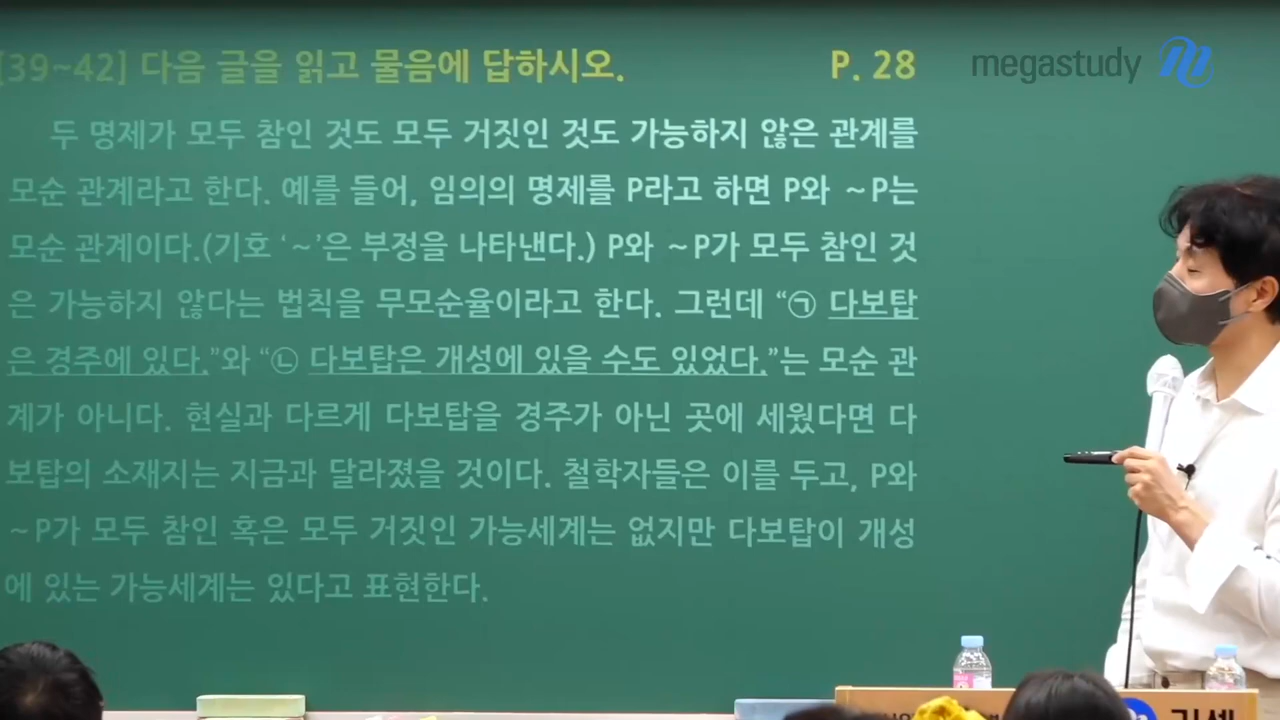 [39~42] 다음 글을 읽고 물음에 답하시오. P. 28
megastudy
두 명제가 모두 참인 것도 모두 거짓인 것도 가능하지 않은 관계를
모순 관계라고 한다. 예를 들어, 임의의 명제를 P라고 하면 P와 ~P는
모순 관계이다.(기호 ‘~’은 부정을 나타낸다.) P와 ~P가 모두 참인 것
은 가능하지 않다는 법칙을 무모순율이라고 한다. 그런데 “㉠ 다보탑
은 경주에 있다.”와 “㉡ 다보탑은 개성에 있을 수도 있었다.”는 모순 관
계가 아니다. 현실과 다르게 다보탑을 경주가 아닌 곳에 세웠다면 다
보탑의 소재지는 지금과 달라졌을 것이다. 철학자들은 이를 두고, P와
~P가 모두 참인 혹은 모두 거짓인 가능세계는 없지만 다보탑이 개성
에 있는 가능세계는 있다고 표현한다.